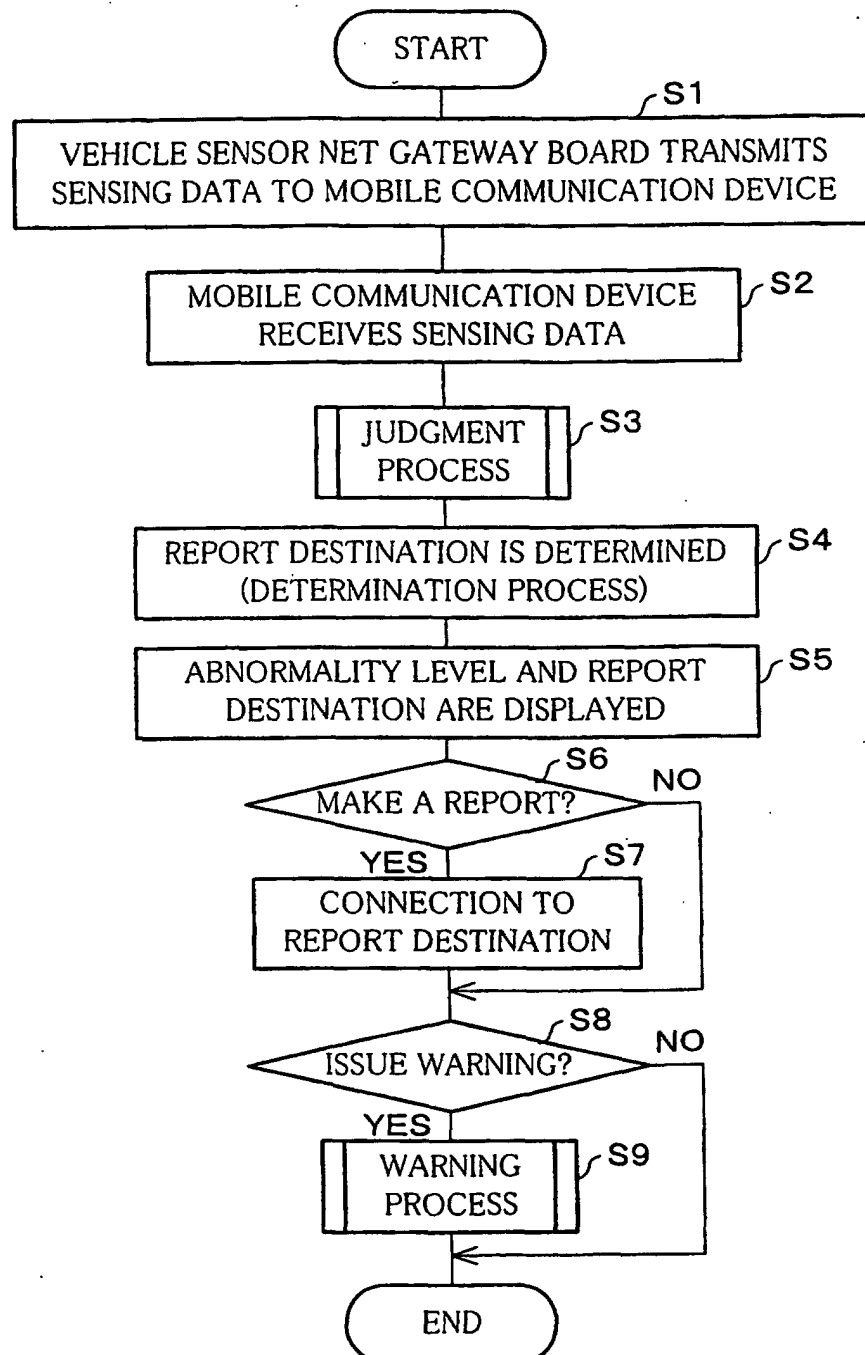 START
S1
VEHICLE SENSOR NET GATEWAY BOARD TRANSMITS
SENSING DATA TO MOBILE COMMUNICATION DEVICE
S2
MOBILE COMMUNICATION DEVICE
RECEIVES SENSING DATA
S3
JUDGMENT
PROCESS
S4
REPORT DESTINATION IS DETERMINED
(DETERMINATION PROCESS)
S5
ABNORMALITY LEVEL AND REPORT
DESTINATION ARE DISPLAYED
S6
NO
MAKE A REPORT?
YES
S7
CONNECTION TO
REPORT DESTINATION
S8
NO
ISSUE WARNING?
YES
S9
WARNING
PROCESS
END